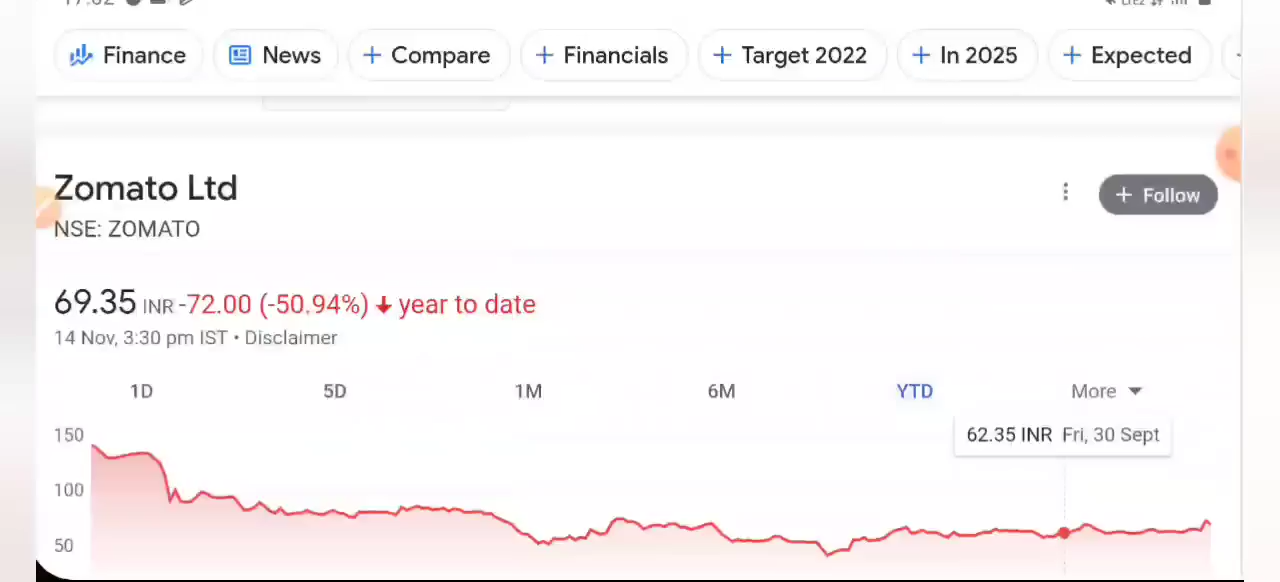 Finance News + Compare + Financials + Target 2022 + In 2025 + Expected
Zomato Ltd
+ Follow
NSE: ZOMATO
69.35 INR -72.00 (-50.94%) ↓ year to date
14 Nov, 3:30 pm IST • Disclaimer
1D 5D 1M 6M YTD More
62.35 INR Fri, 30 Sept
150
100
50